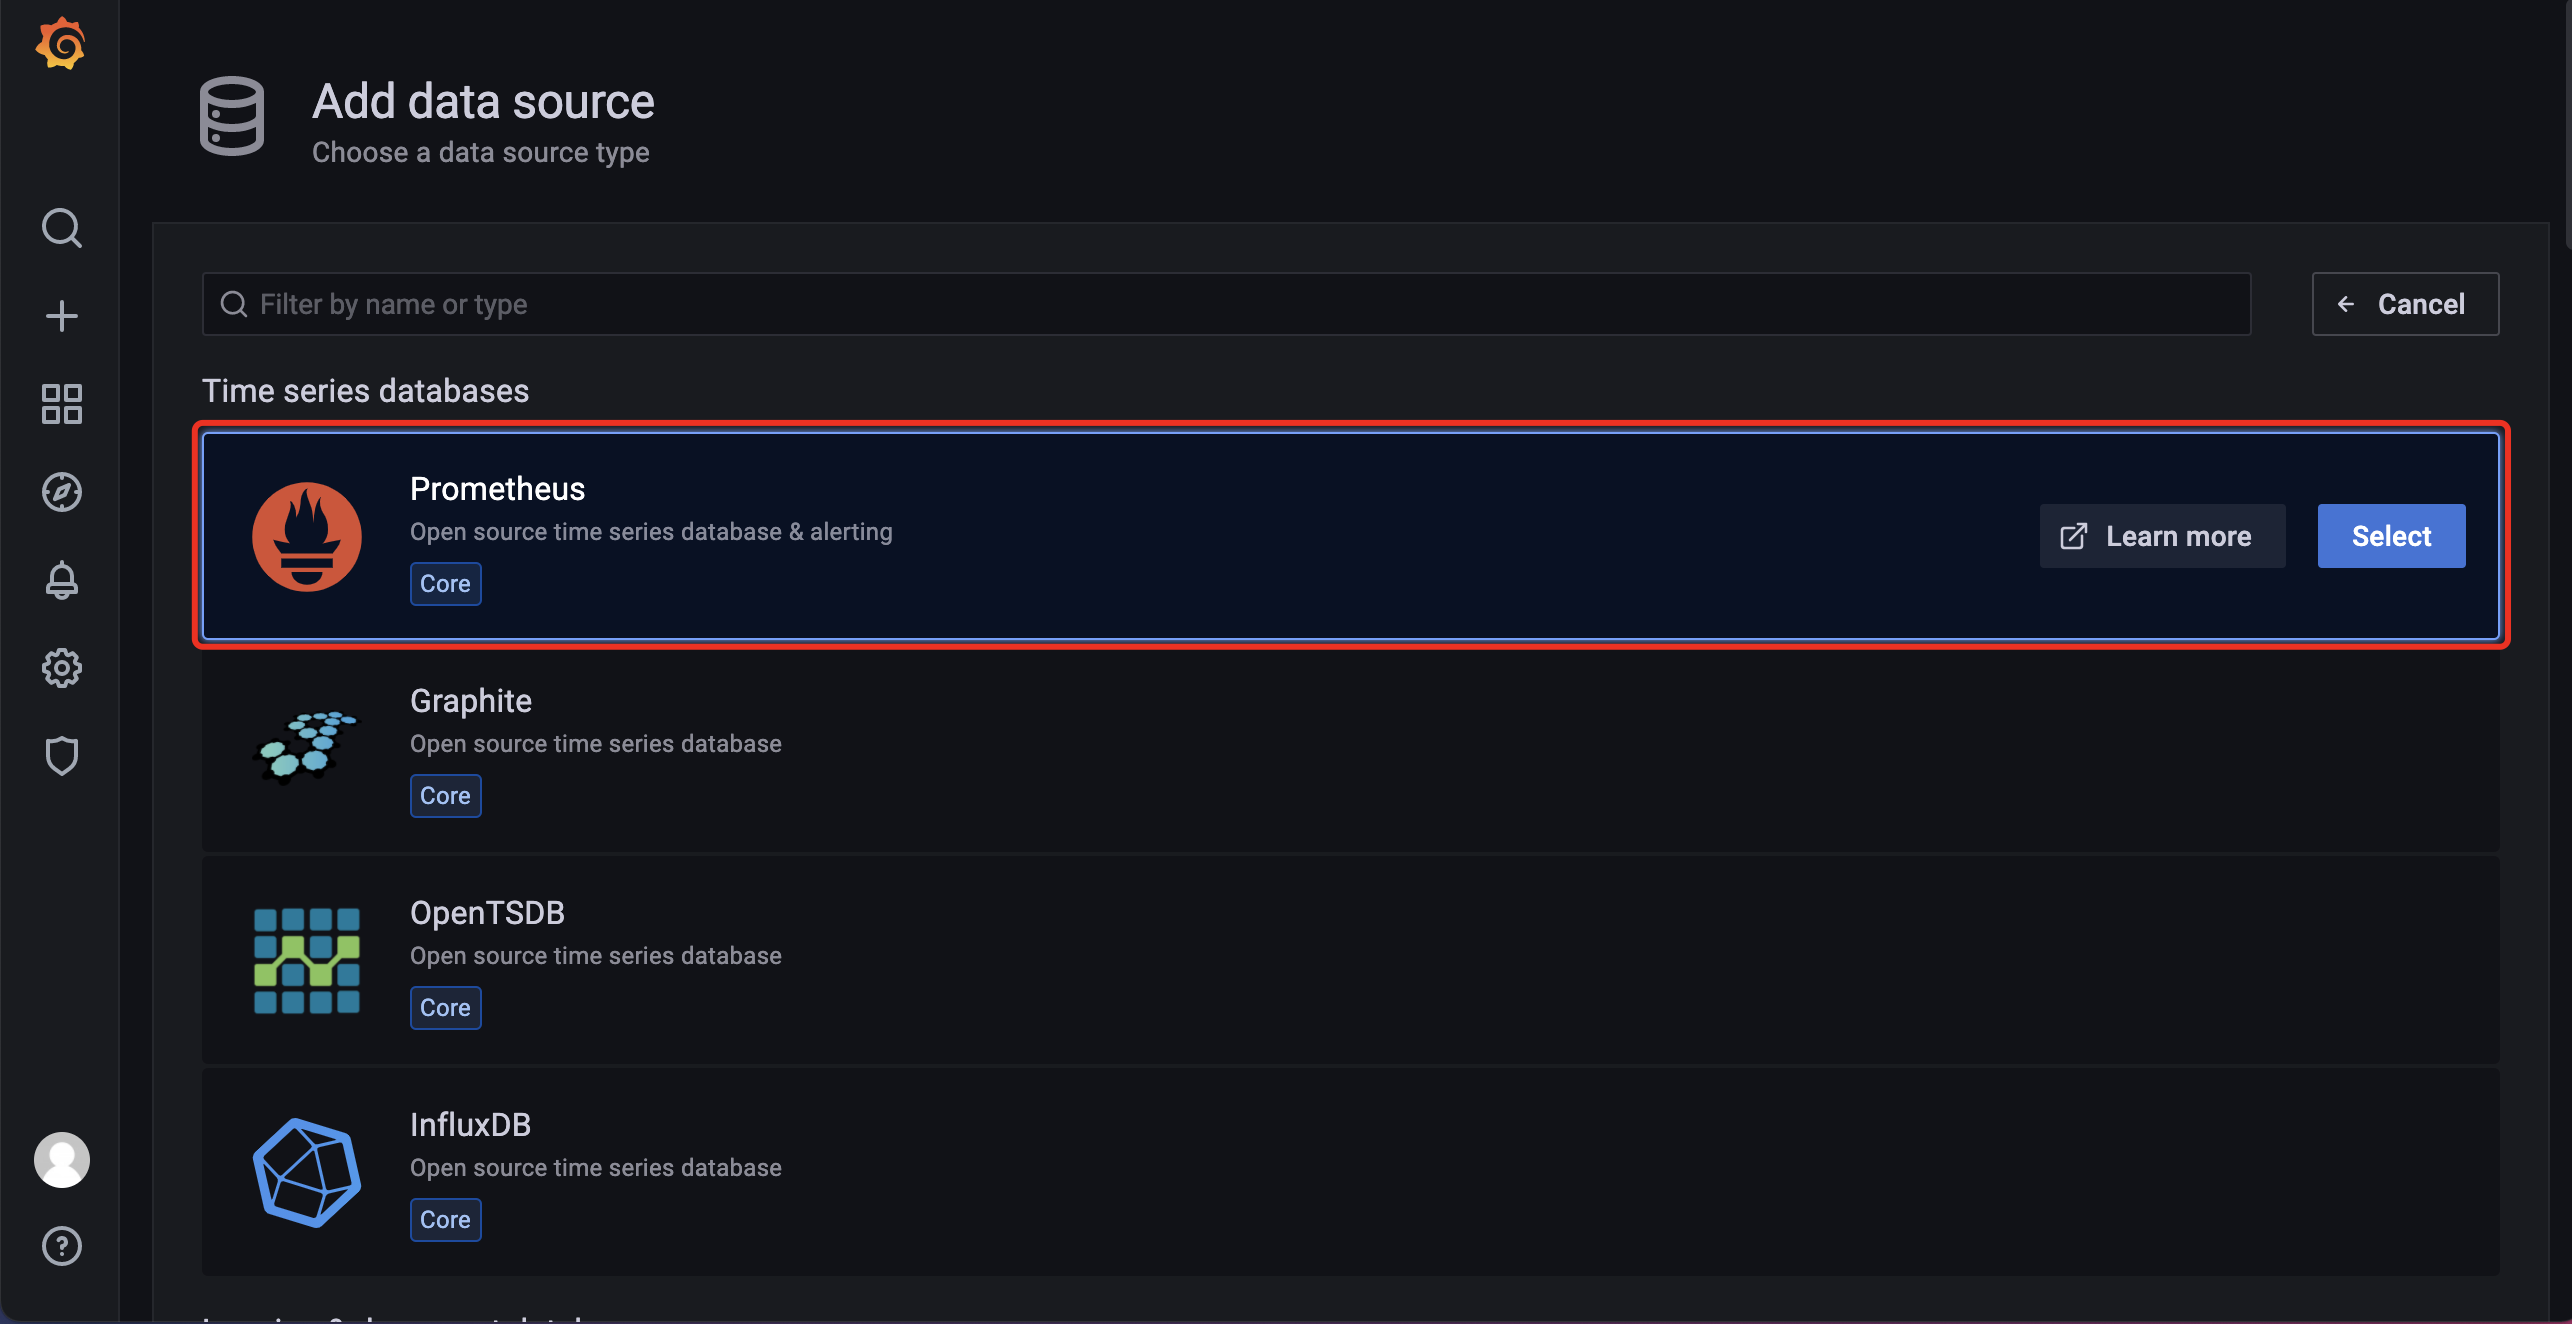 Add data source
Choose a data source type
Filter by name or type
Cancel
Time series databases
Prometheus
Open source time series database & alerting
Core
Learn more
Select
Graphite
Open source time series database
Core
OpenTSDB
Open source time series database
Core
InfluxDB
Open source time series database
Core